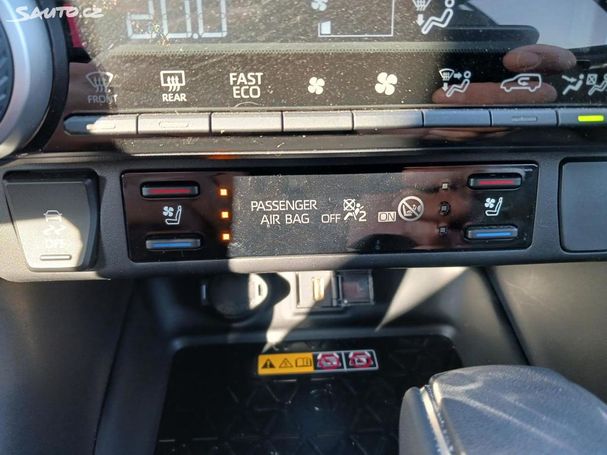 Sauto.cz
20.0
FRONT
REAR
FAST
ECO
PASSENGER
AIR BAG OFF 2 ON
OFF